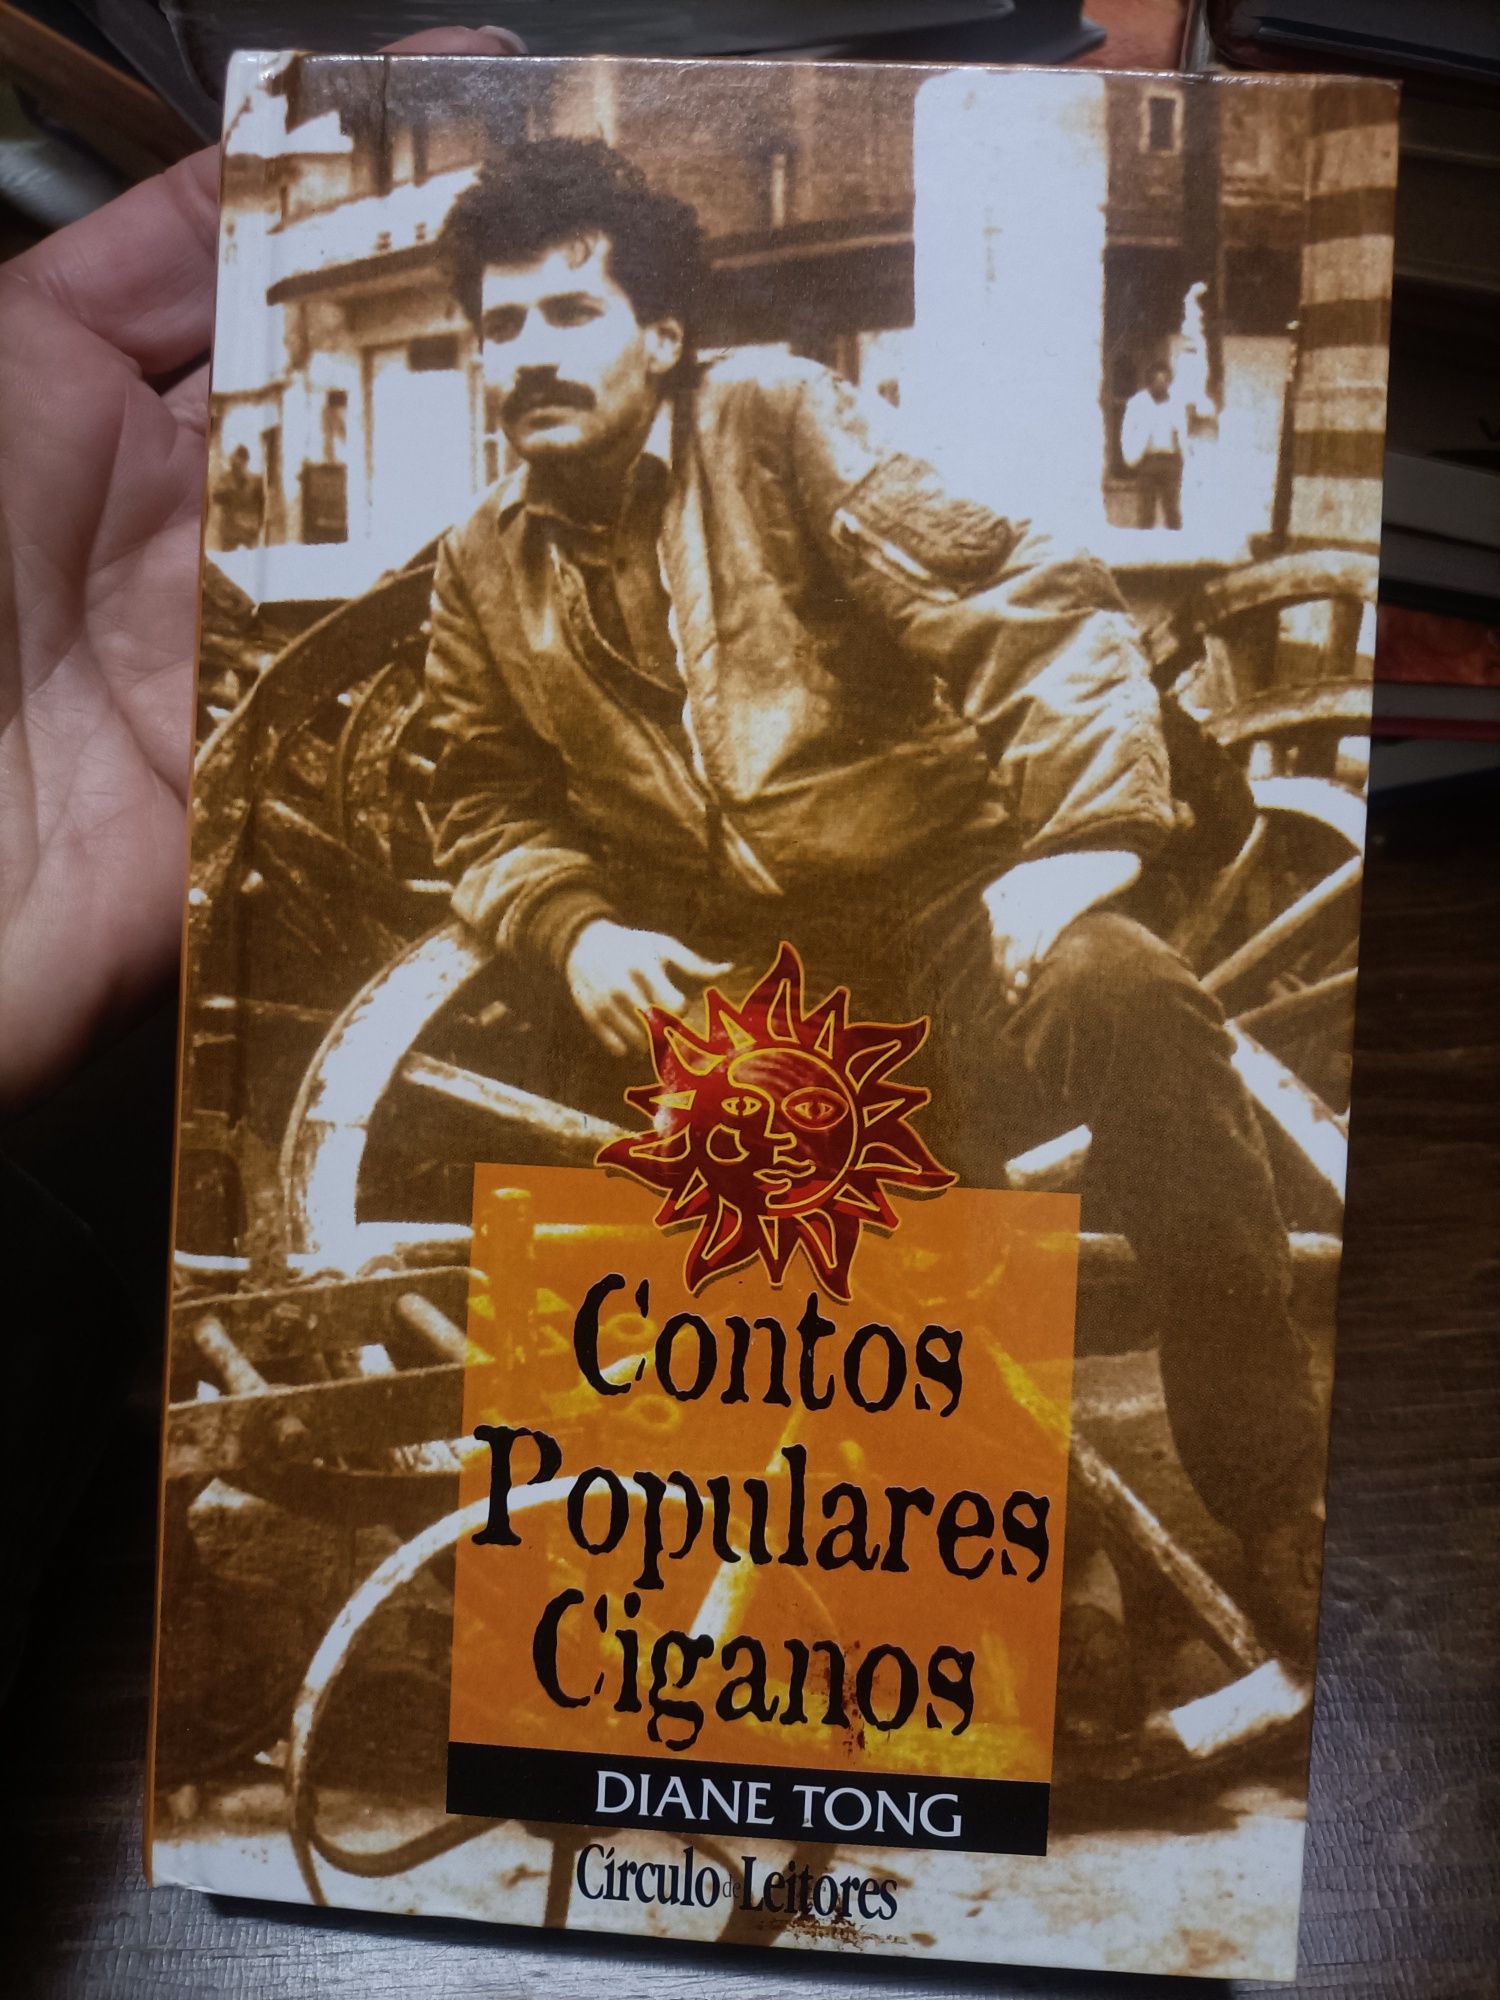 Contos
Populares
Ciganos
DIANE TONG
Círculo de Leitores